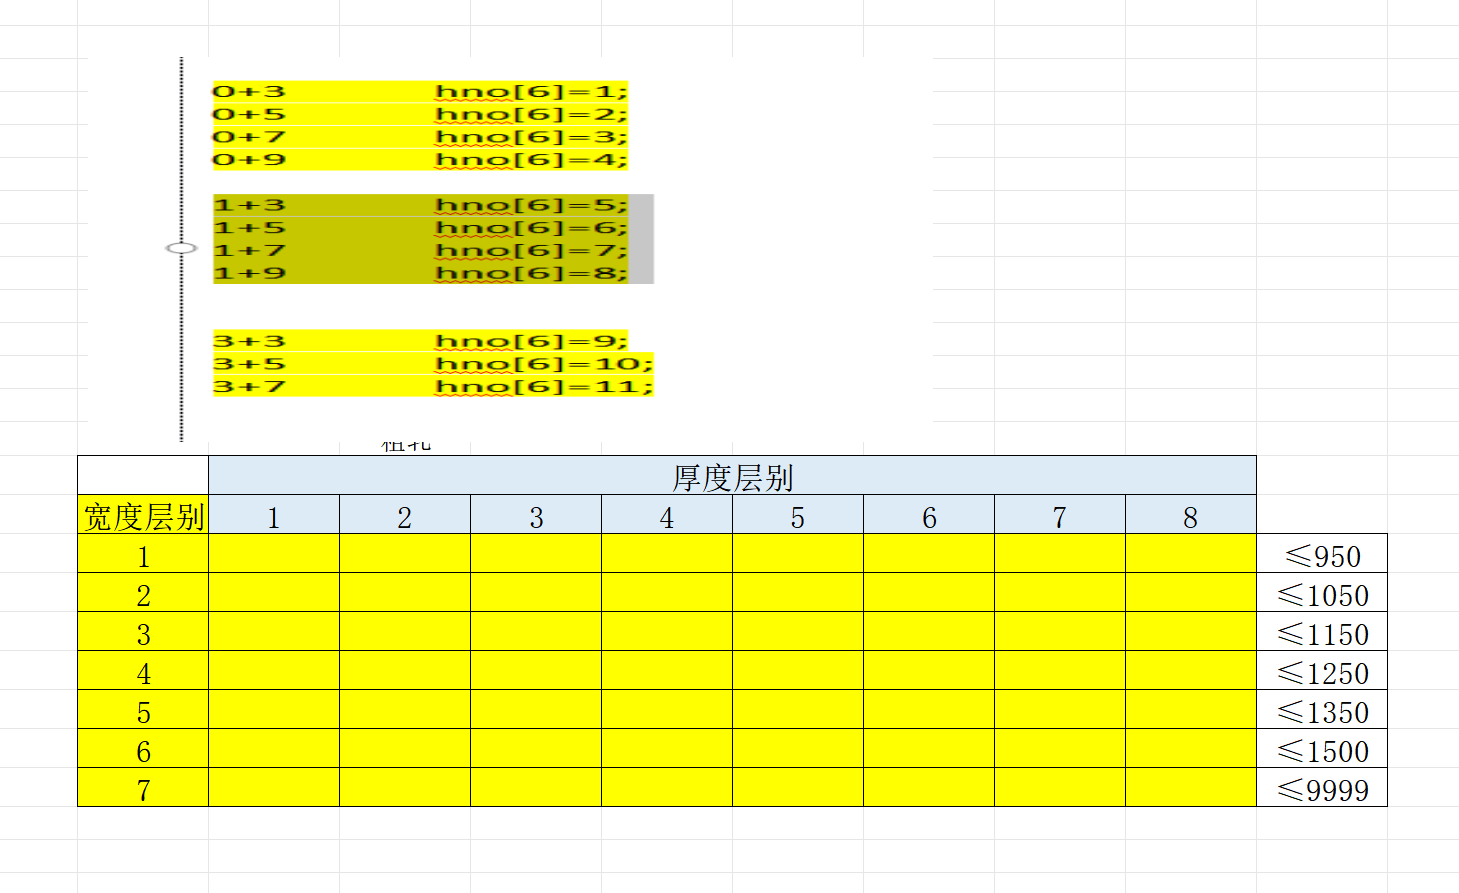 0+3 hno[6]=1;
0+5 hno[6]=2;
0+7 hno[6]=3;
0+9 hno[6]=4;
1+3 hno[6]=5;
1+5 hno[6]=6;
1+7 hno[6]=7;
1+9 hno[6]=8;
3+3 hno[6]=9;
3+5 hno[6]=10;
3+7 hno[6]=11;
厚度层别
宽度层别 1 2 3 4 5 6 7 8
1 ≤950
2 ≤1050
3 ≤1150
4 ≤1250
5 ≤1350
6 ≤1500
7 ≤9999